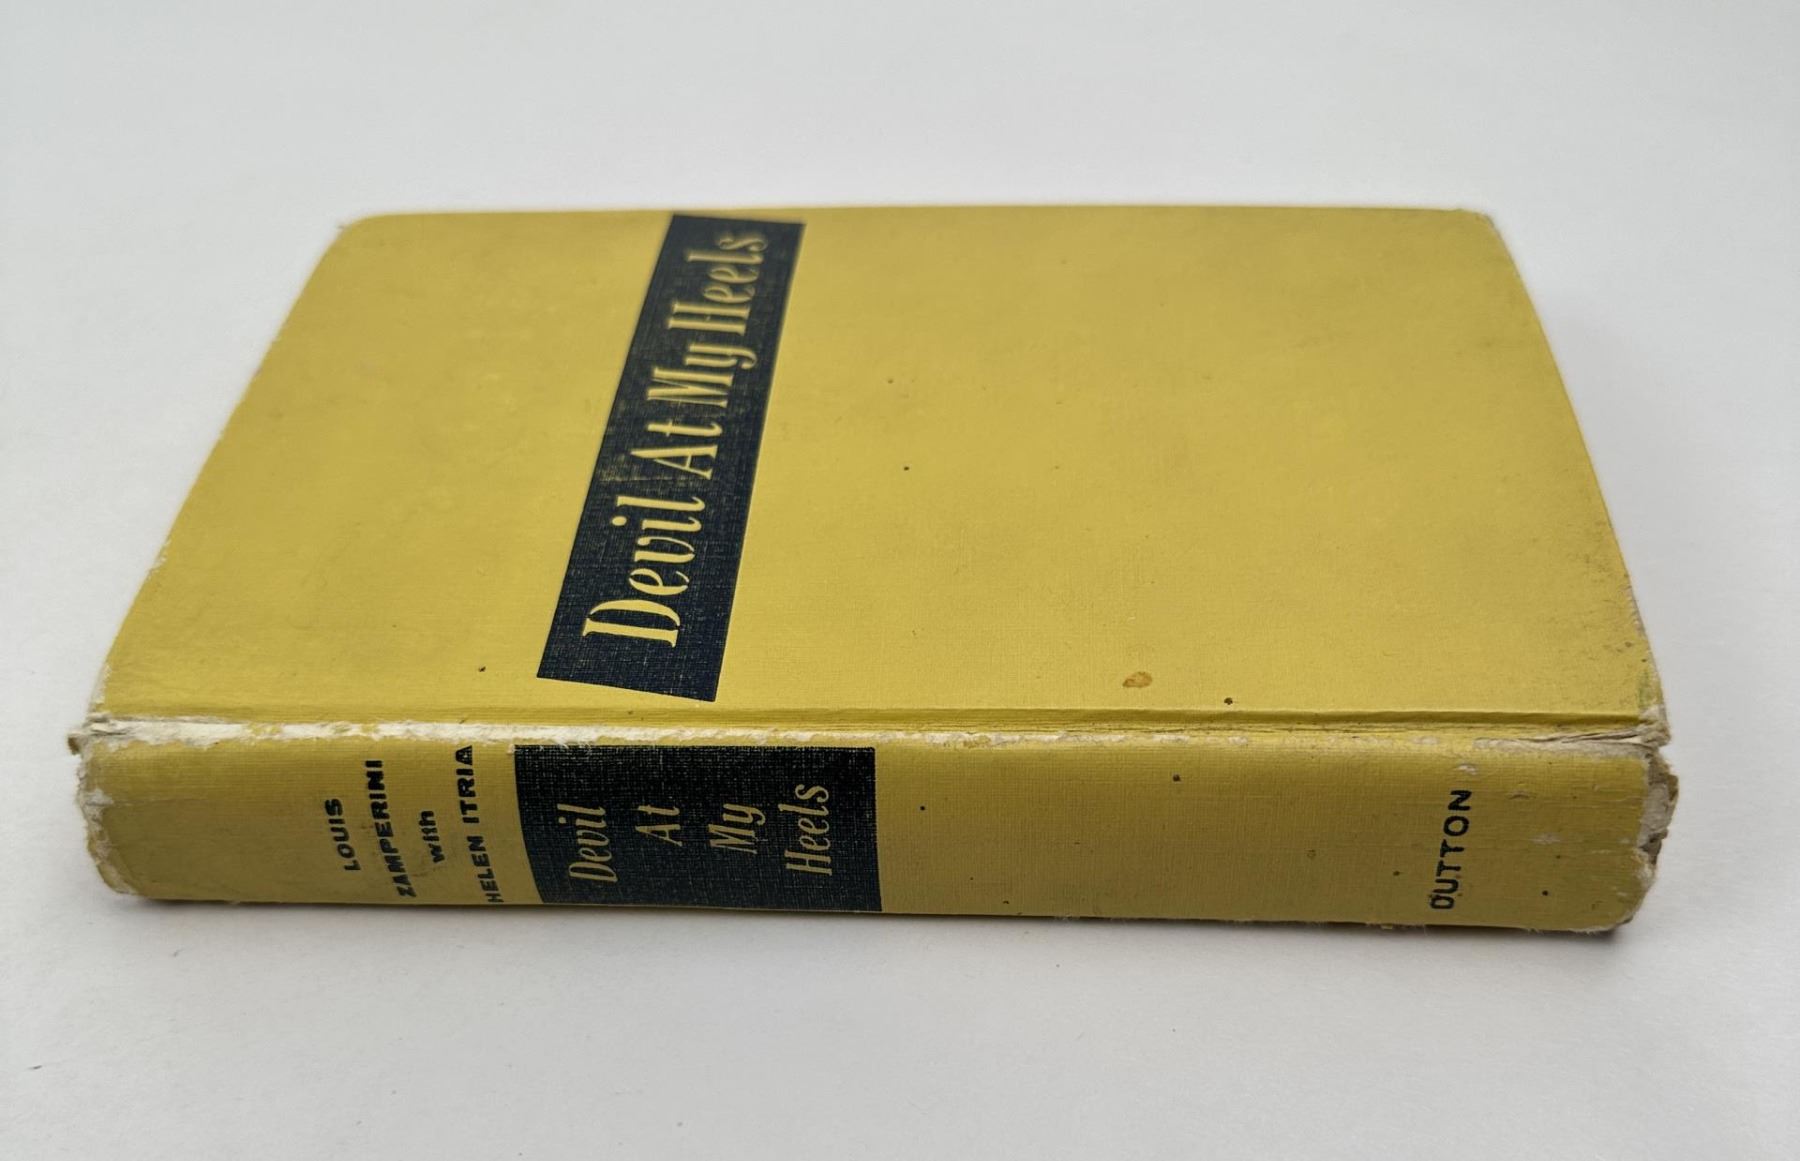 Devil At My Heels
LOUIS
ZAMPERINI
with
HELEN ITRIA
Devil
At
My
Heels
DUTTON